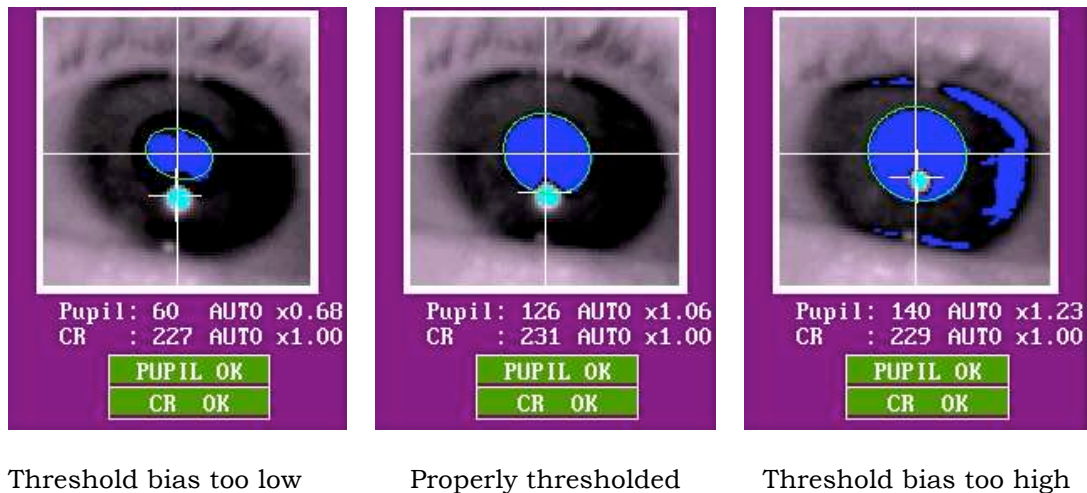 Pupil: 60 AUTO x0.68
CR : 227 AUTO x1.00
PUPIL OK
CR OK
Pupil: 126 AUTO x1.06
CR : 231 AUTO x1.00
PUPIL OK
CR OK
Pupil: 140 AUTO x1.23
CR : 229 AUTO x1.00
PUPIL OK
CR OK
Threshold bias too low
Properly thresholded
Threshold bias too high